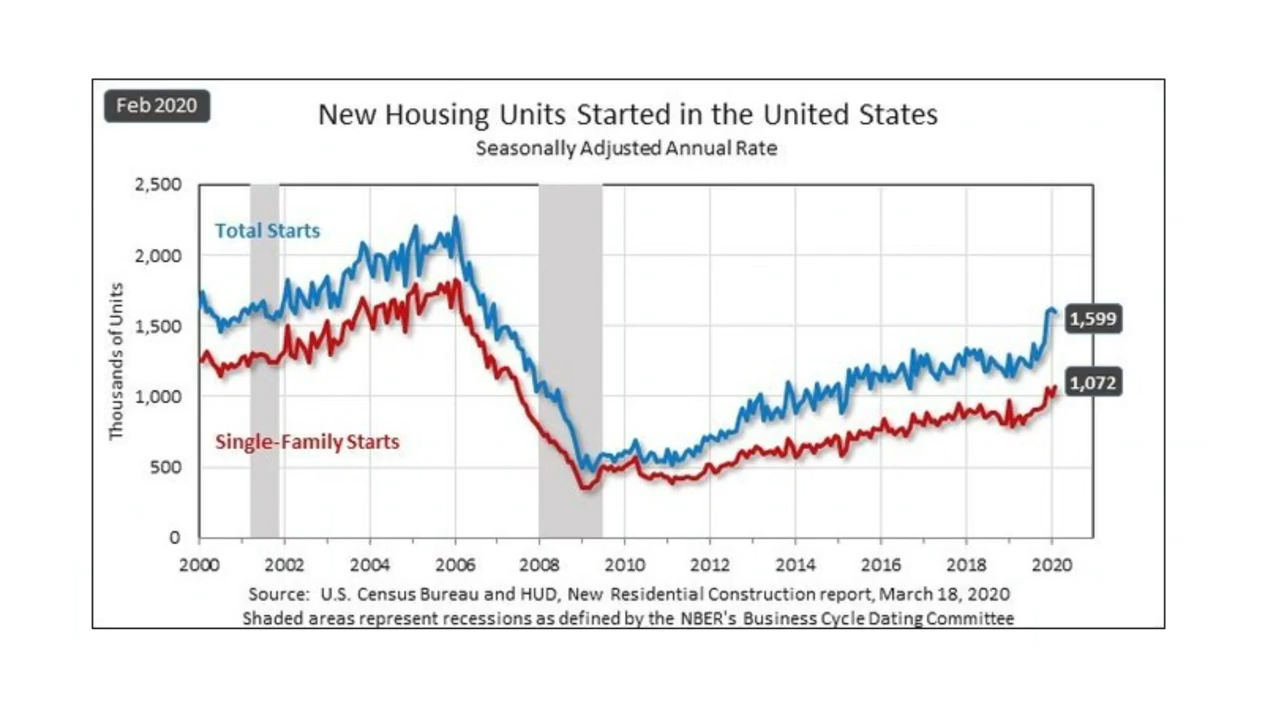 Feb 2020
New Housing Units Started in the United States
Seasonally Adjusted Annual Rate
2,500
Total Starts
2,000
Thousands of Units
1,500
1,599
1,072
1,000
Single-Family Starts
500
0
2000 2002 2004 2006 2008 2010 2012 2014 2016 2018 2020
Source: U.S. Census Bureau and HUD, New Residential Construction report, March 18, 2020
Shaded areas represent recessions as defined by the NBER's Business Cycle Dating Committee